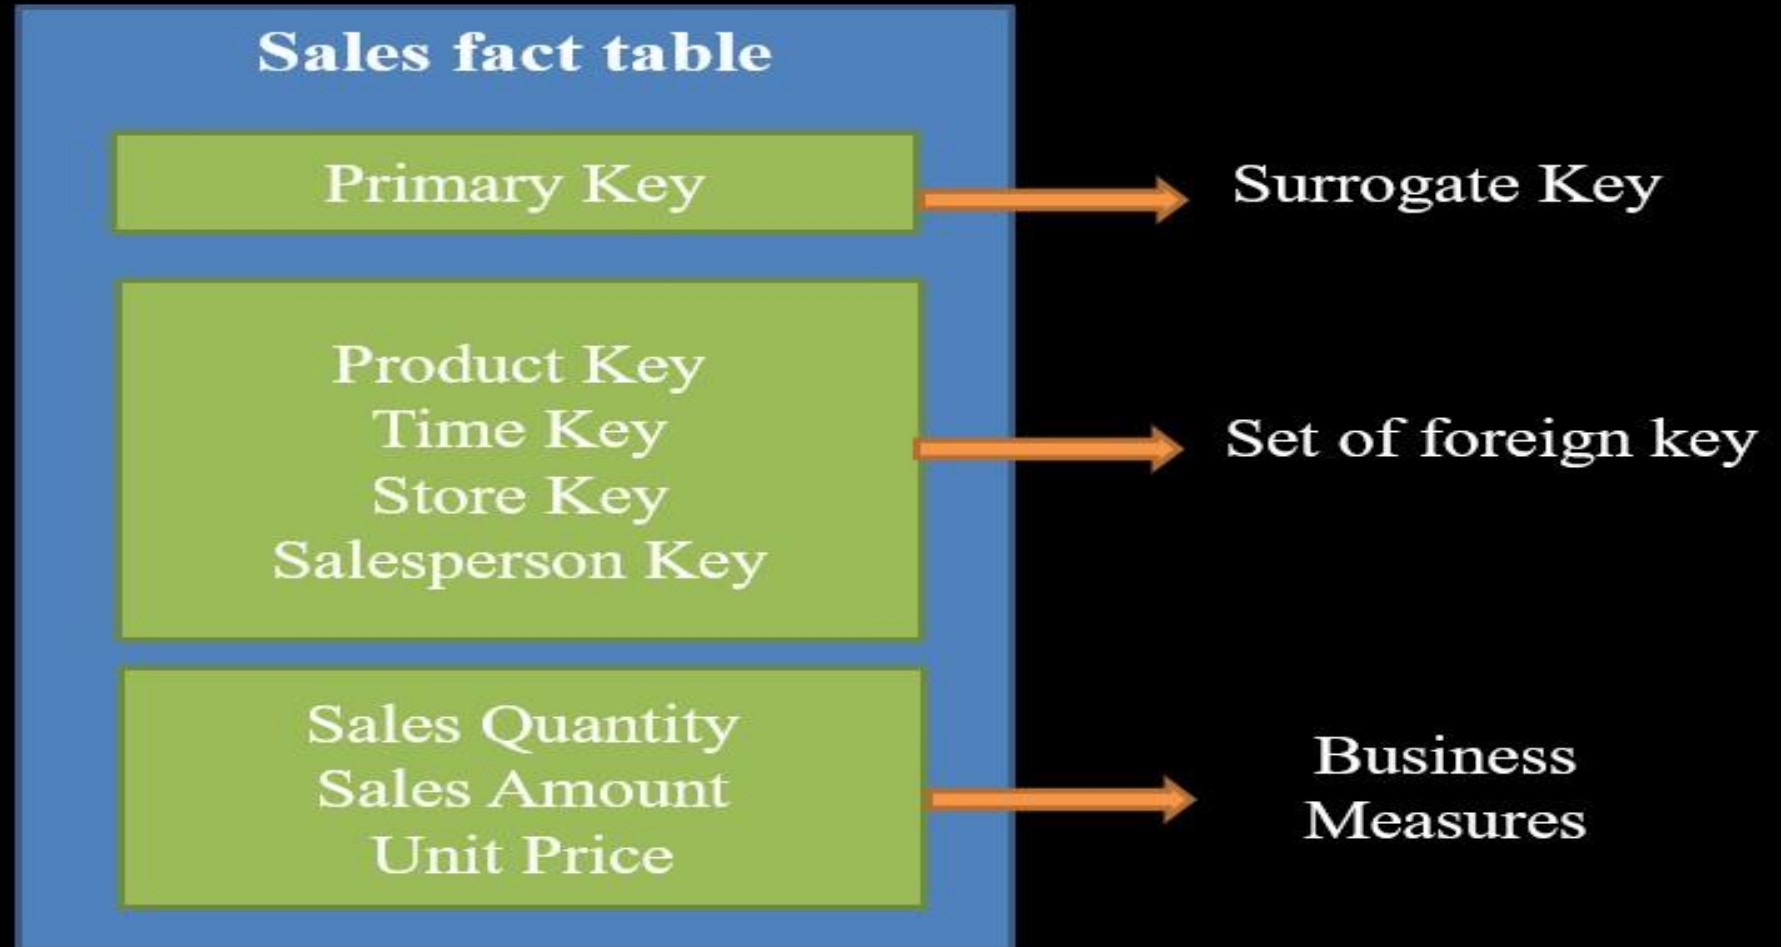 Sales fact table
Primary Key
Surrogate Key
Product Key
Time Key
Store Key
Salesperson Key
Set of foreign key
Sales Quantity
Sales Amount
Unit Price
Business
Measures